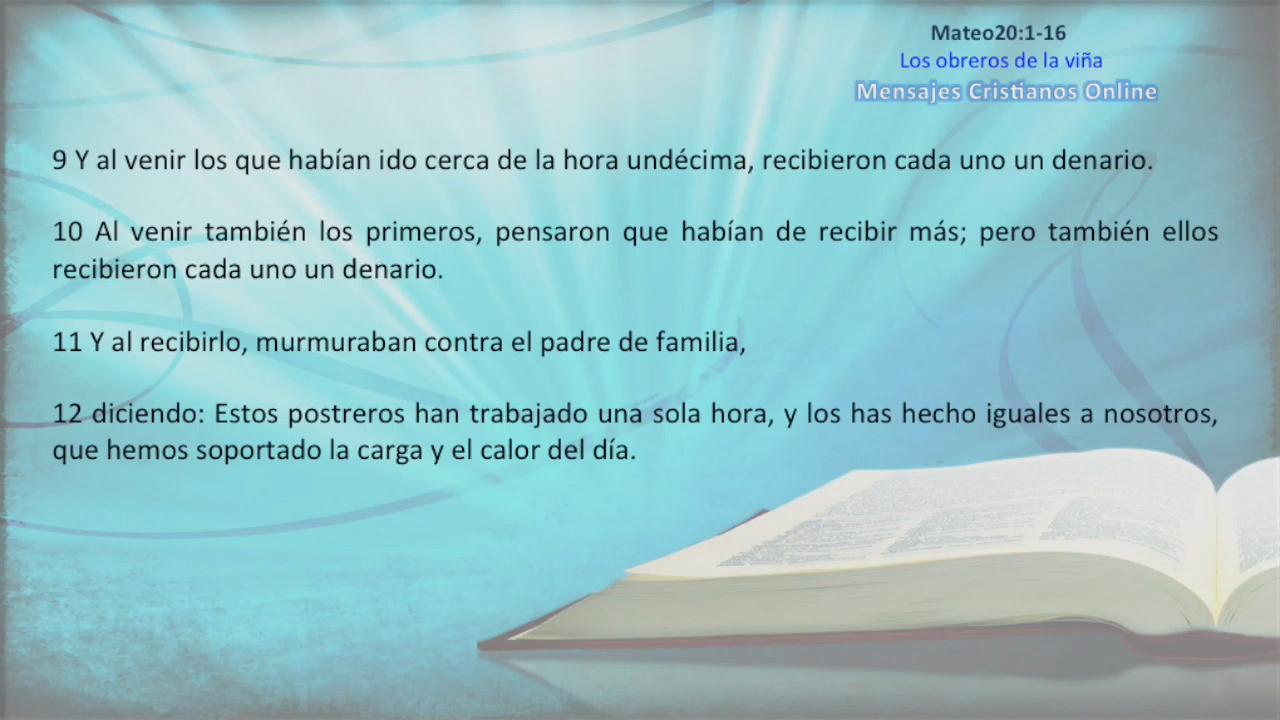 Mateo20:1-16
Los obreros de la viña
Mensajes Cristianos Online
9 Y al venir los que habían ido cerca de la hora undécima, recibieron cada uno un denario.
10 Al venir también los primeros, pensaron que habían de recibir más; pero también ellos
recibieron cada uno un denario.
11 Y al recibirlo, murmuraban contra el padre de familia,
12 diciendo: Estos postreros han trabajado una sola hora, y los has hecho iguales a nosotros,
que hemos soportado la carga y el calor del día.